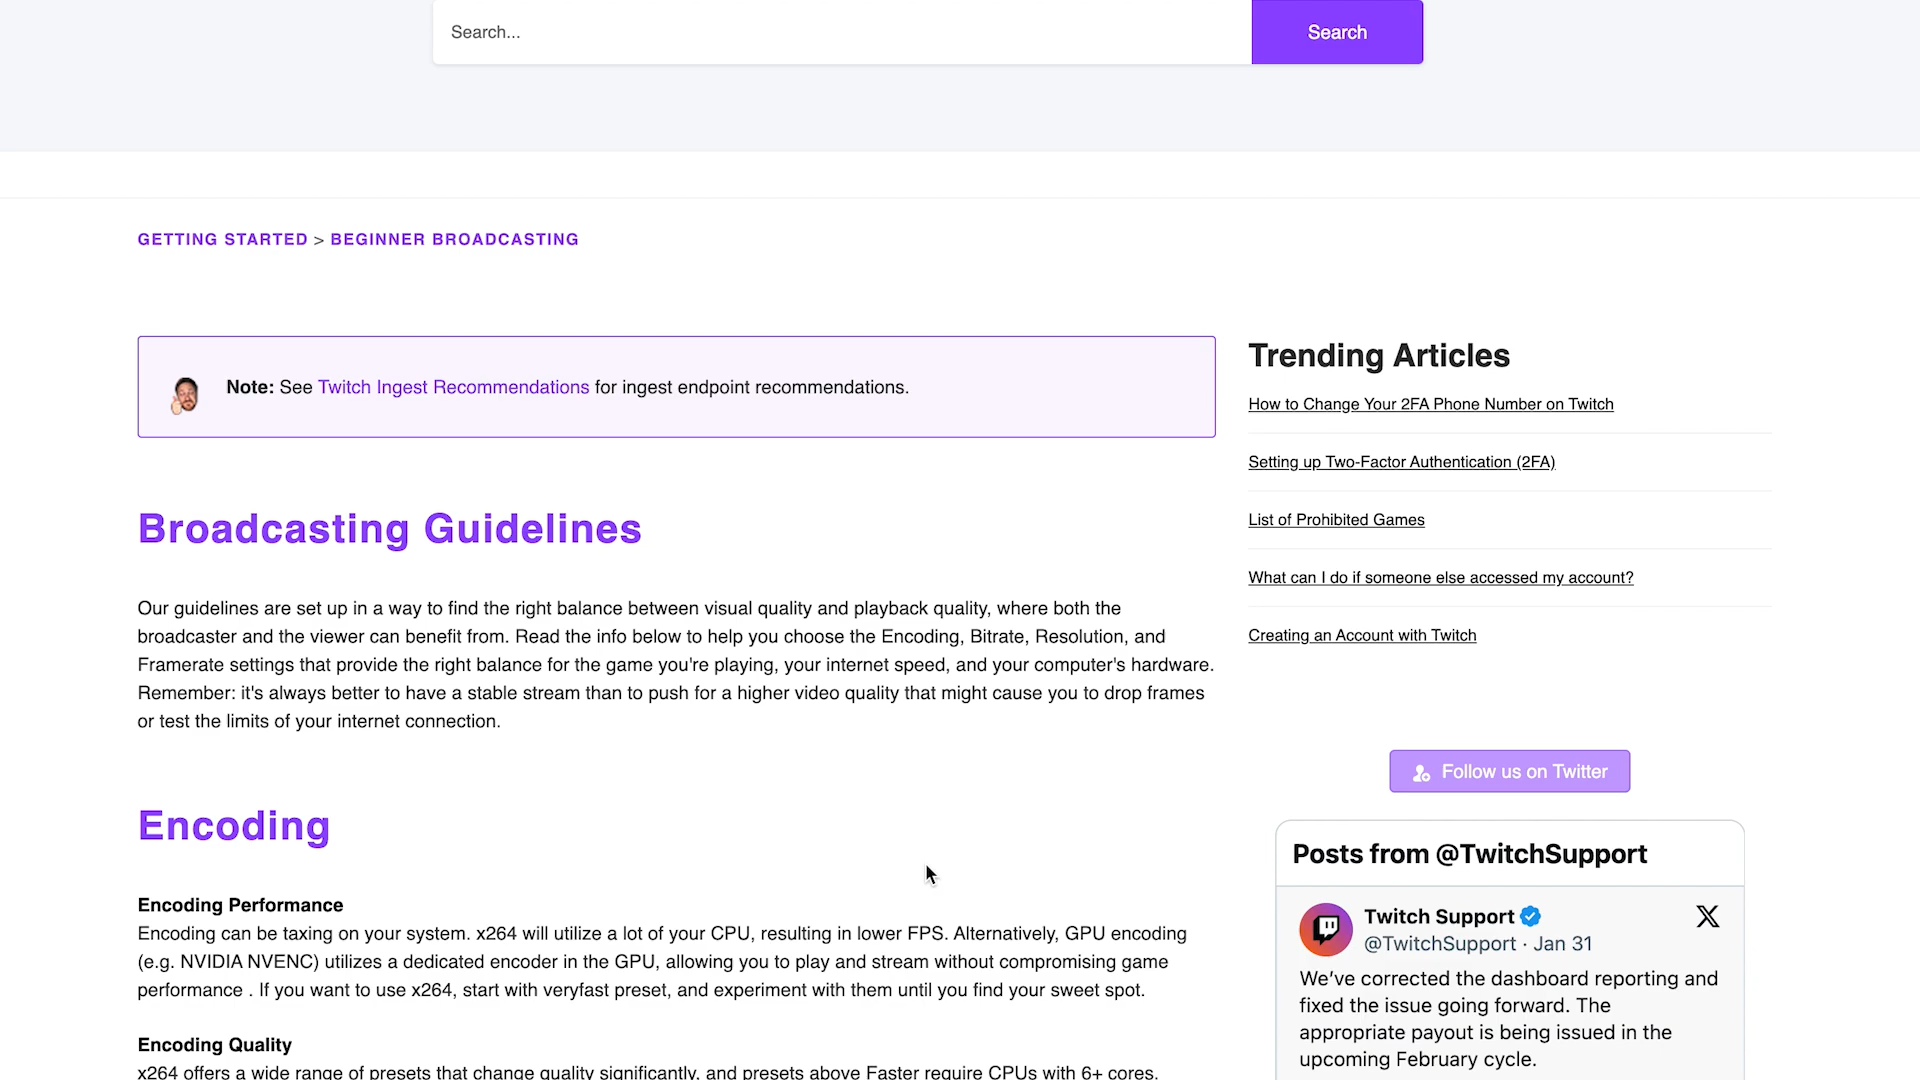 Search...
Search
GETTING STARTED > BEGINNER BROADCASTING
Note: See Twitch Ingest Recommendations for ingest endpoint recommendations.
Broadcasting Guidelines
Our guidelines are set up in a way to find the right balance between visual quality and playback quality, where both the
broadcaster and the viewer can benefit from. Read the info below to help you choose the Encoding, Bitrate, Resolution, and
Framerate settings that provide the right balance for the game you're playing, your internet speed, and your computer's hardware.
Remember: it's always better to have a stable stream than to push for a higher video quality that might cause you to drop frames
or test the limits of your internet connection.
Encoding
Encoding Performance
Encoding can be taxing on your system. x264 will utilize a lot of your CPU, resulting in lower FPS. Alternatively, GPU encoding
(e.g. NVIDIA NVENC) utilizes a dedicated encoder in the GPU, allowing you to play and stream without compromising game
performance . If you want to use x264, start with veryfast preset, and experiment with them until you find your sweet spot.
Encoding Quality
x264 offers a wide range of presets that change quality significantly, and presets above Faster require CPUs with 6+ cores.
Trending Articles
How to Change Your 2FA Phone Number on Twitch
Setting up Two-Factor Authentication (2FA)
List of Prohibited Games
What can I do if someone else accessed my account?
Creating an Account with Twitch
Follow us on Twitter
Posts from @TwitchSupport
Twitch Support
@TwitchSupport · Jan 31
We've corrected the dashboard reporting and
fixed the issue going forward. The
appropriate payout is being issued in the
upcoming February cycle.